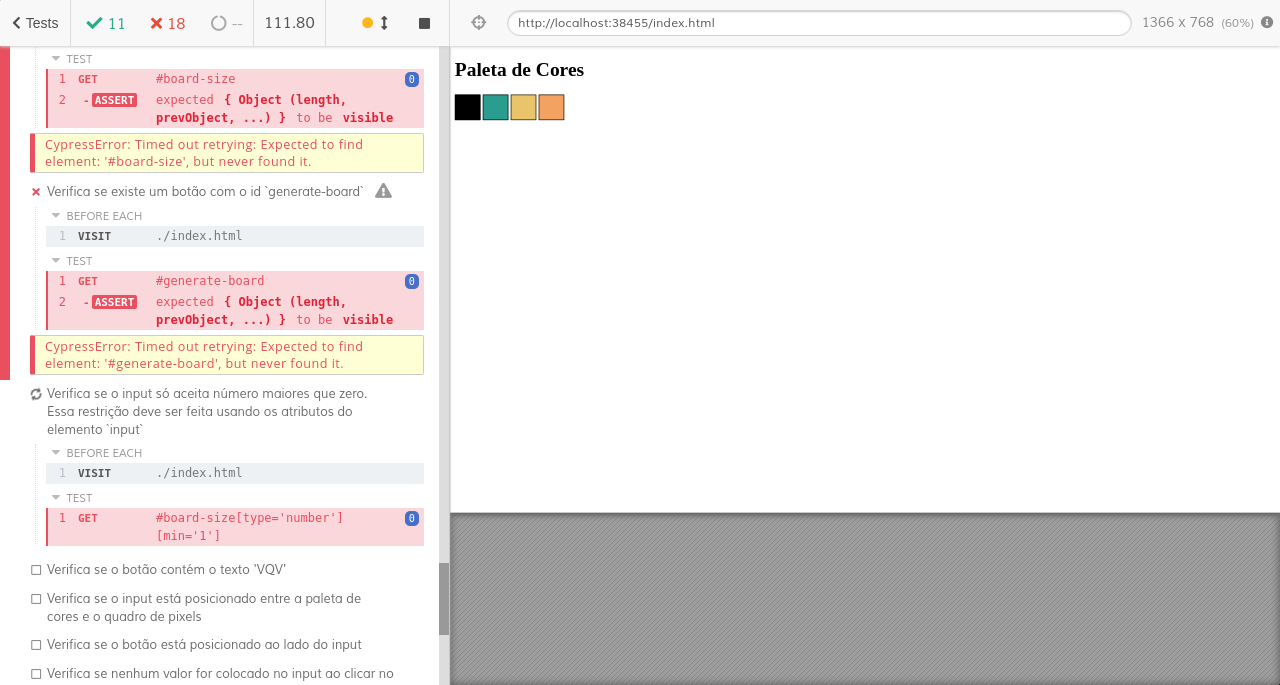 Tests 11 18 -- 111.80 http://localhost:38455/index.html 1366 x 768 (60%)
TEST
1 GET #board-size 0
2 -ASSERT expected { Object (length,
prevObject, ...) } to be visible
CypressError: Timed out retrying: Expected to find
element: '#board-size', but never found it.
Verifica se existe um botão com o id `generate-board`
BEFORE EACH
1 VISIT ./index.html
TEST
1 GET #generate-board 0
2 -ASSERT expected { Object (length,
prevObject, ...) } to be visible
CypressError: Timed out retrying: Expected to find
element: '#generate-board', but never found it.
Verifica se o input só aceita número maiores que zero.
Essa restrição deve ser feita usando os atributos do
elemento `input`
BEFORE EACH
1 VISIT ./index.html
TEST
1 GET #board-size[type='number'] 0
[min='1']
Verifica se o botão contém o texto 'VQV'
Verifica se o input está posicionado entre a paleta de
cores e o quadro de pixels
Verifica se o botão está posicionado ao lado do input
Verifica se nenhum valor for colocado no input ao clicar no
Paleta de Cores